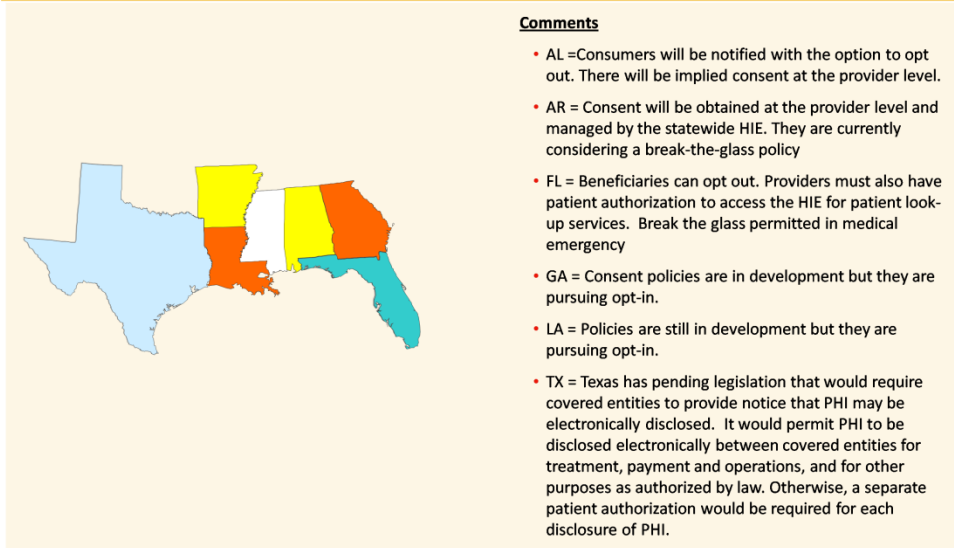 Comments
• AL =Consumers will be notified with the option to opt
out. There will be implied consent at the provider level.
• AR = Consent will be obtained at the provider level and
managed by the statewide HIE. They are currently
considering a break-the-glass policy
• FL = Beneficiaries can opt out. Providers must also have
patient authorization to access the HIE for patient look-
up services.  Break the glass permitted in medical
emergency
• GA = Consent policies are in development but they are
pursuing opt-in.
• LA = Policies are still in development but they are
pursuing opt-in.
• TX = Texas has pending legislation that would require
covered entities to provide notice that PHI may be
electronically disclosed.  It would permit PHI to be
disclosed electronically between covered entities for
treatment, payment and operations, and for other
purposes as authorized by law. Otherwise, a separate
patient authorization would be required for each
disclosure of PHI.